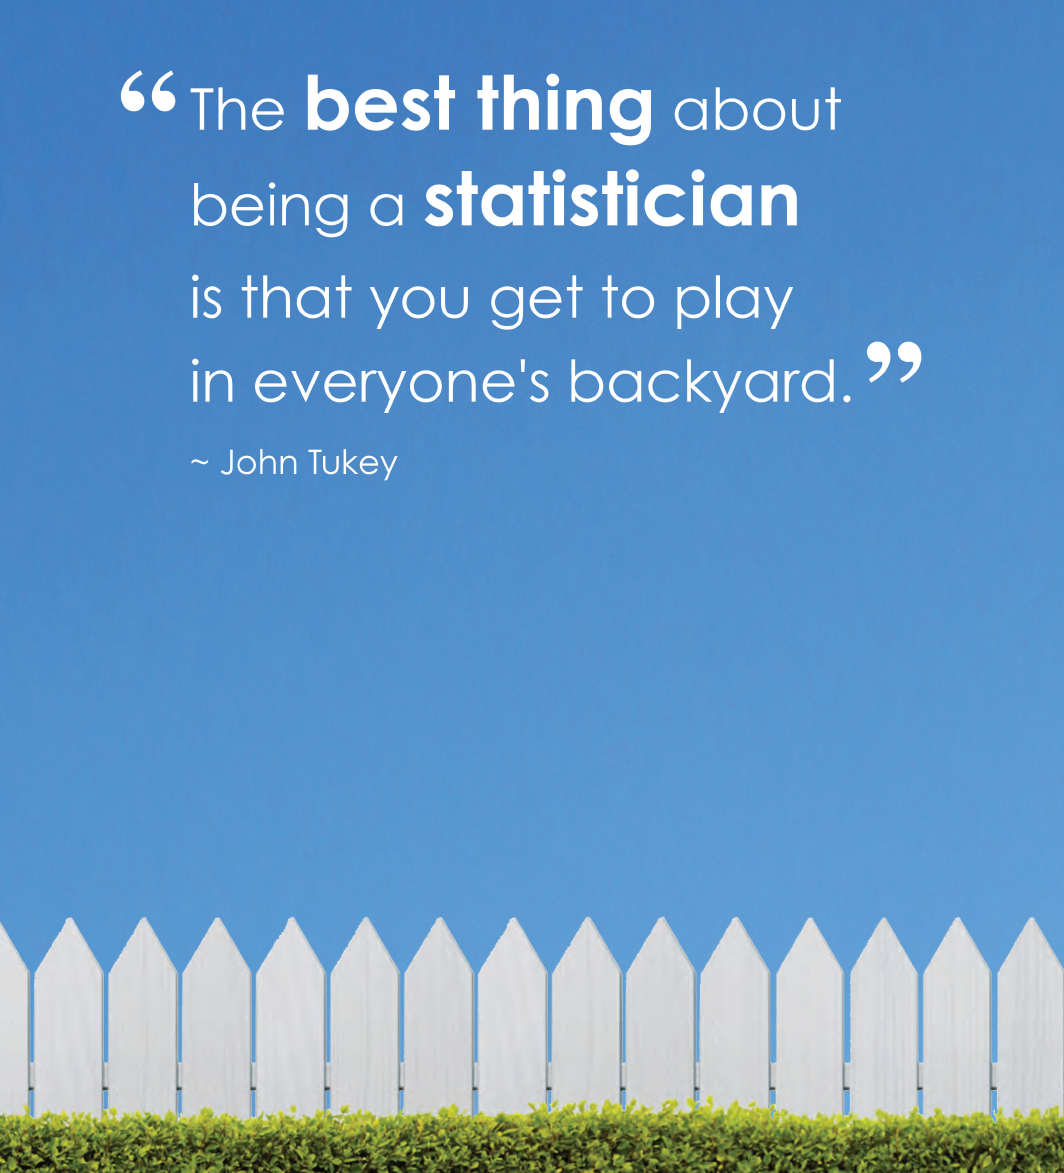 “The best thing about
being a statistician
is that you get to play
in everyone's backyard.”
~ John Tukey